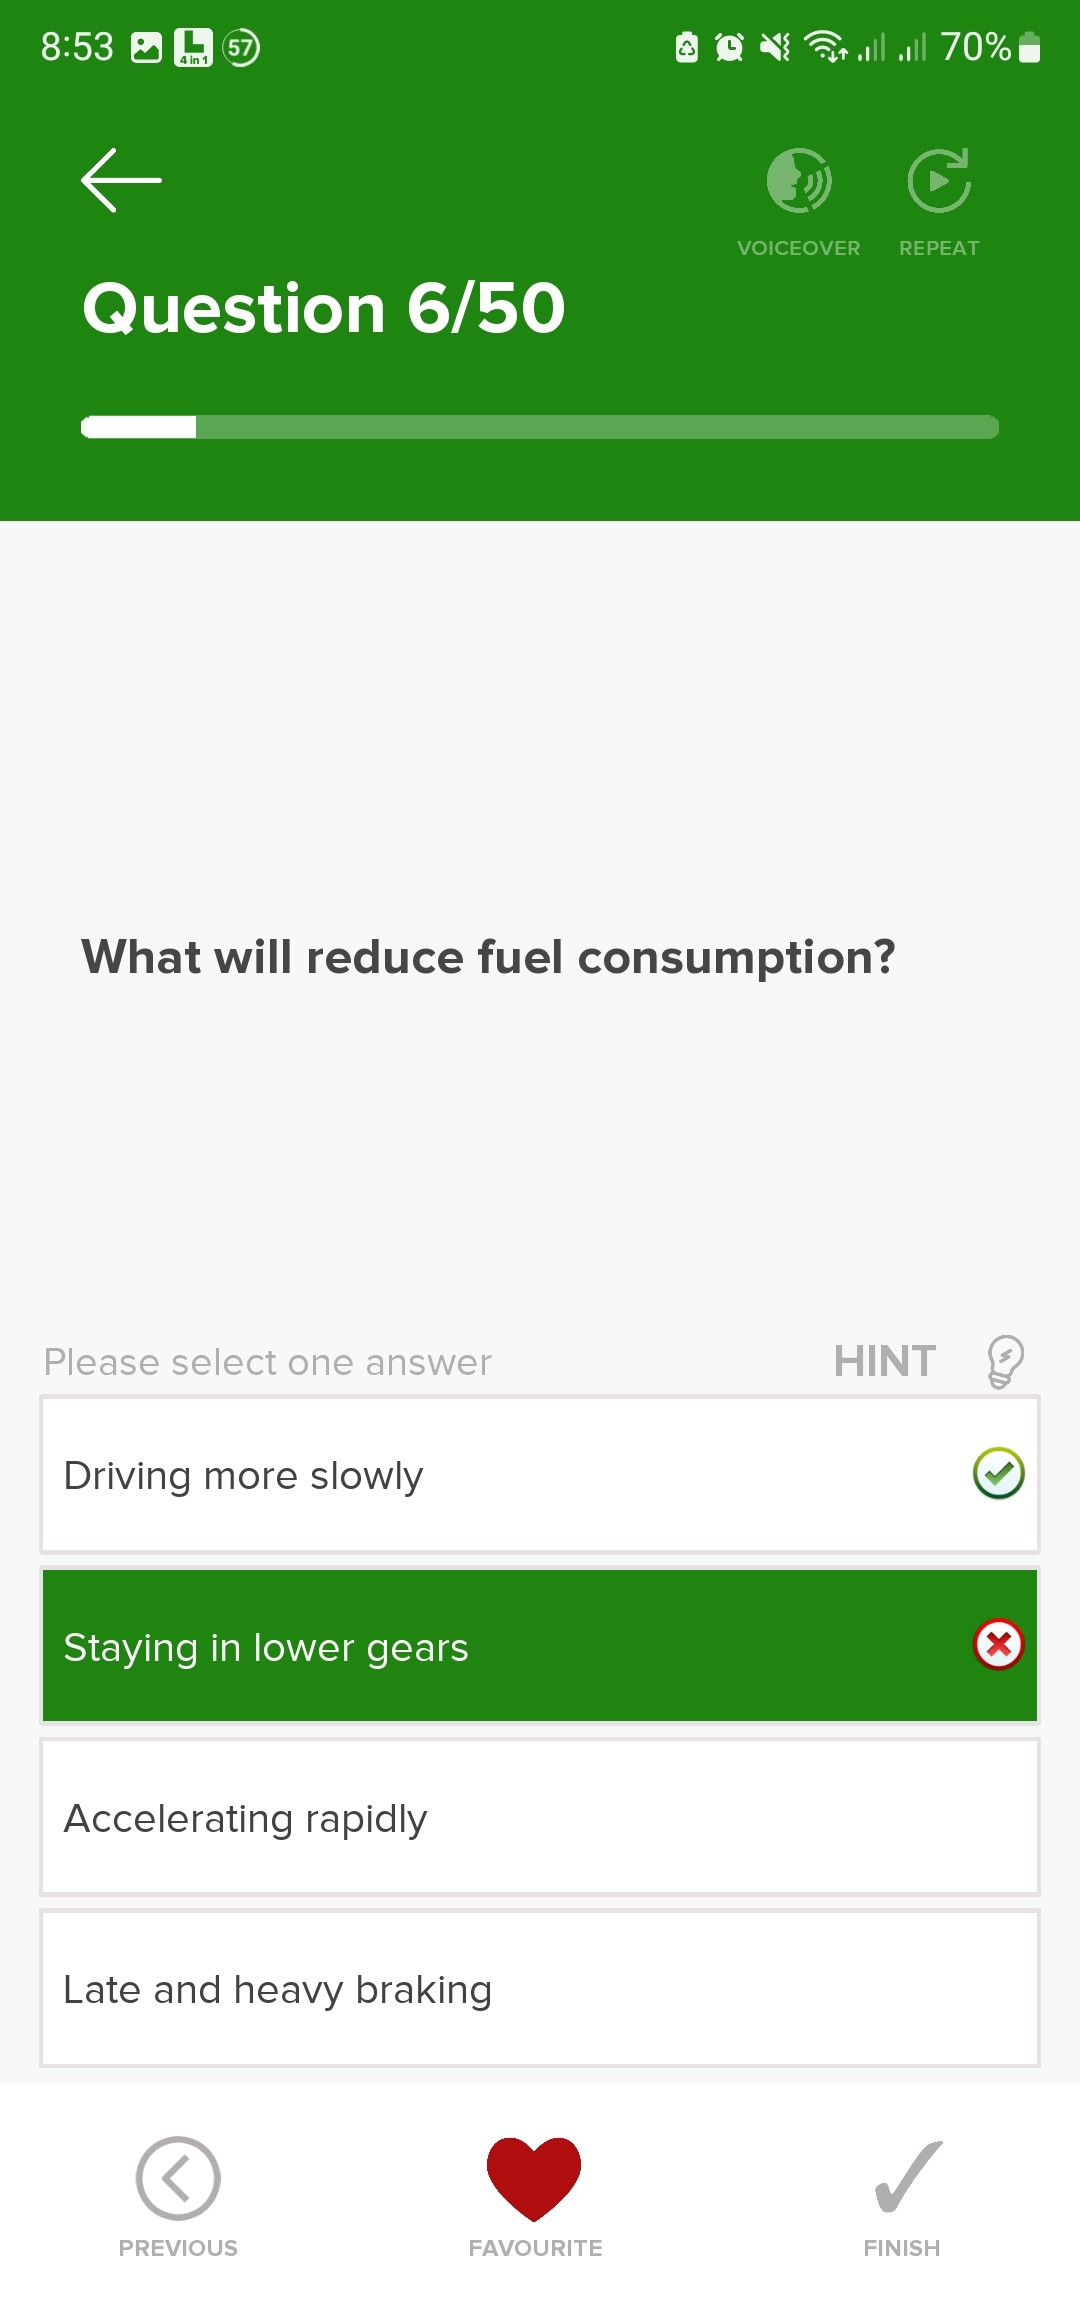 8:53
4 in 1
57
70%
VOICEOVER
REPEAT
Question 6/50
What will reduce fuel consumption?
Please select one answer
HINT
Driving more slowly
Staying in lower gears
Accelerating rapidly
Late and heavy braking
PREVIOUS
FAVOURITE
FINISH